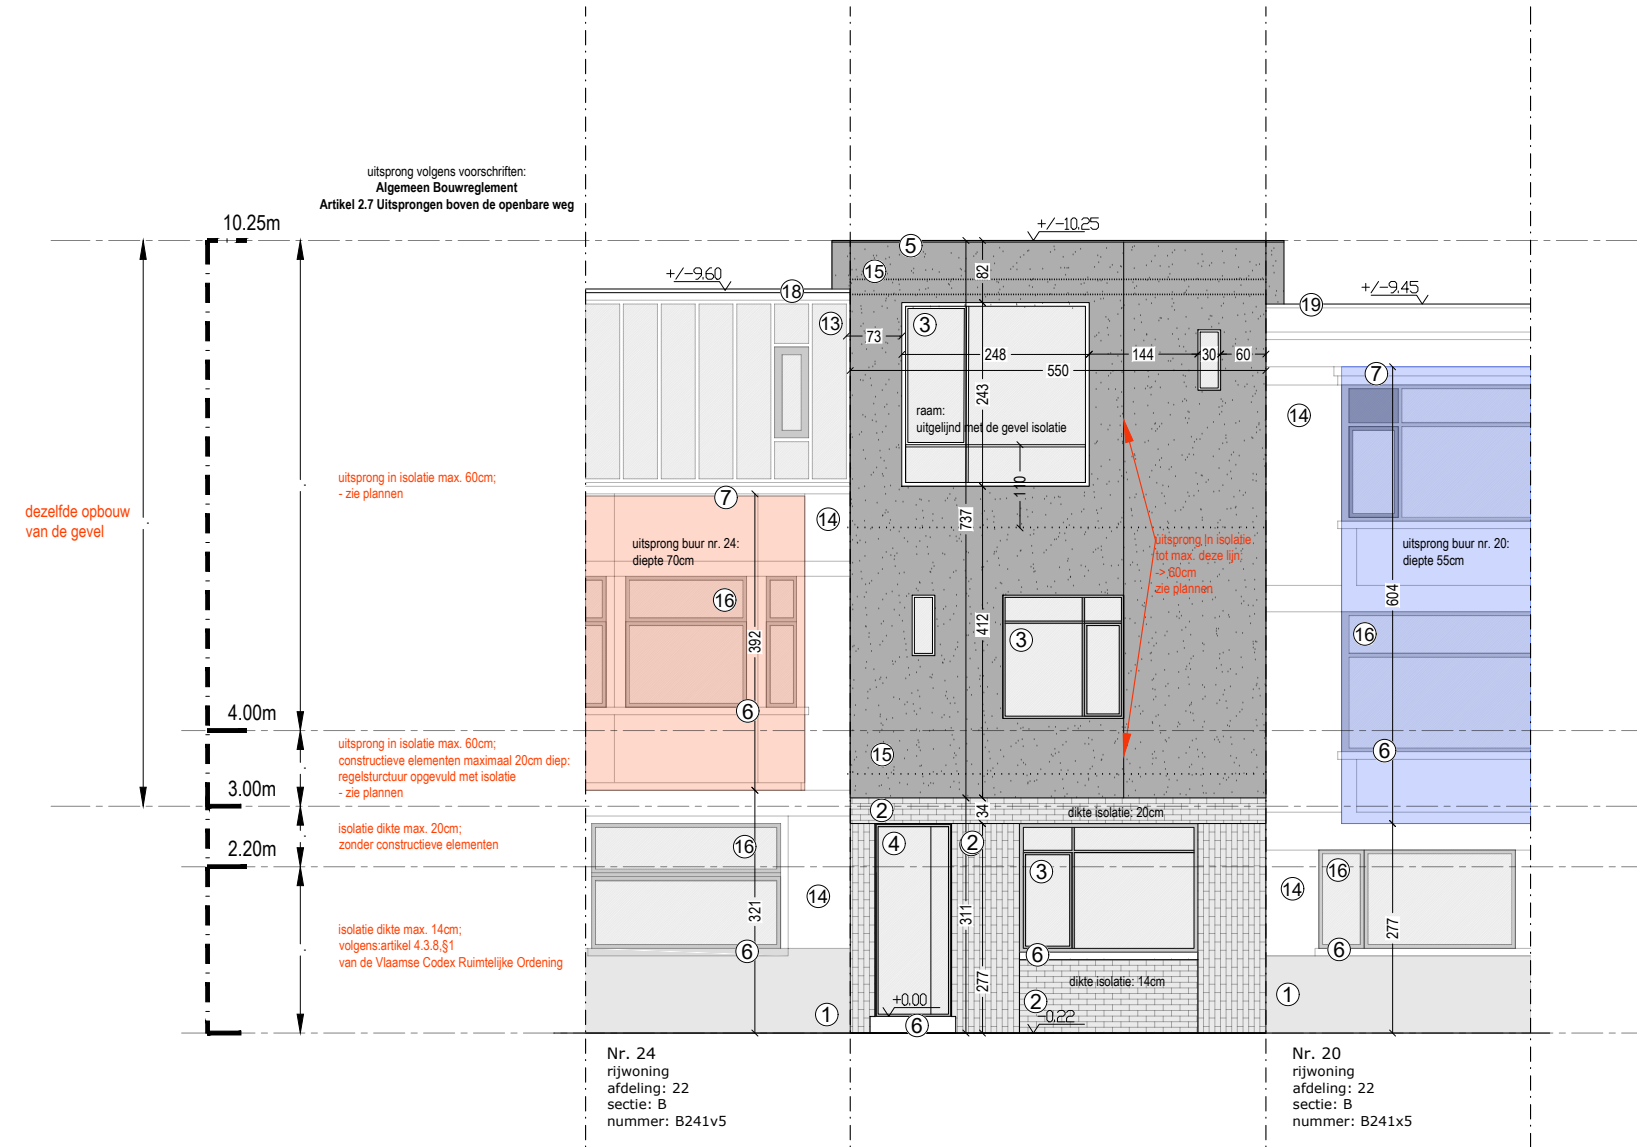 uitsprong volgens voorschriften:
Algemeen Bouwreglement
Artikel 2.7 Uitsprongen boven de openbare weg
10.25m
+/-10.25
+/-9.60
+/-9.45
5
15
82
18
19
13
3
73
248
144
30
60
550
7
243
14
raam:
uitgelijnd met de gevel isolatie
uitsprong in isolatie max. 60cm;
- zie plannen
dezelfde opbouw
van de gevel
7
14
110
737
uitsprong buur nr. 24:
diepte 70cm
uitsprong in isolatie
tot max. deze lijn;
-> 60cm
zie plannen
uitsprong buur nr. 20:
diepte 55cm
16
604
392
412
3
16
4.00m
6
6
15
uitsprong in isolatie max. 60cm;
constructieve elementen maximaal 20cm diep:
regelsturctuur opgevuld met isolatie
- zie plannen
3.00m
2
34
dikte isolatie: 20cm
isolatie dikte max. 20cm;
zonder constructieve elementen
2.20m
16
4
2
3
16
14
14
321
311
277
277
isolatie dikte max. 14cm;
volgens:artikel 4.3.8,§1
van de Vlaamse Codex Ruimtelijke Ordening
6
6
6
dikte isolatie: 14cm
1
+0.00
2
1
6
-0.22
Nr. 24
rijwoning
afdeling: 22
sectie: B
nummer: B241v5
Nr. 20
rijwoning
afdeling: 22
sectie: B
nummer: B241x5